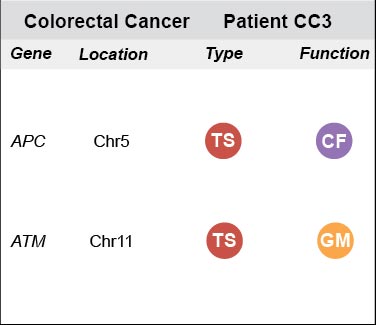 Colorectal Cancer Patient CC3
Gene Location Type Function
APC Chr5 TS CF
ATM Chr11 TS GM